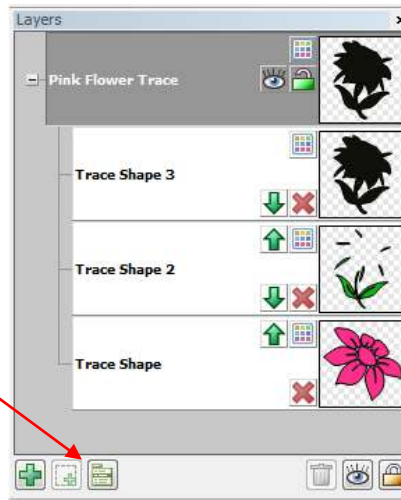 Layers
Pink Flower Trace
Trace Shape 3
Trace Shape 2
Trace Shape